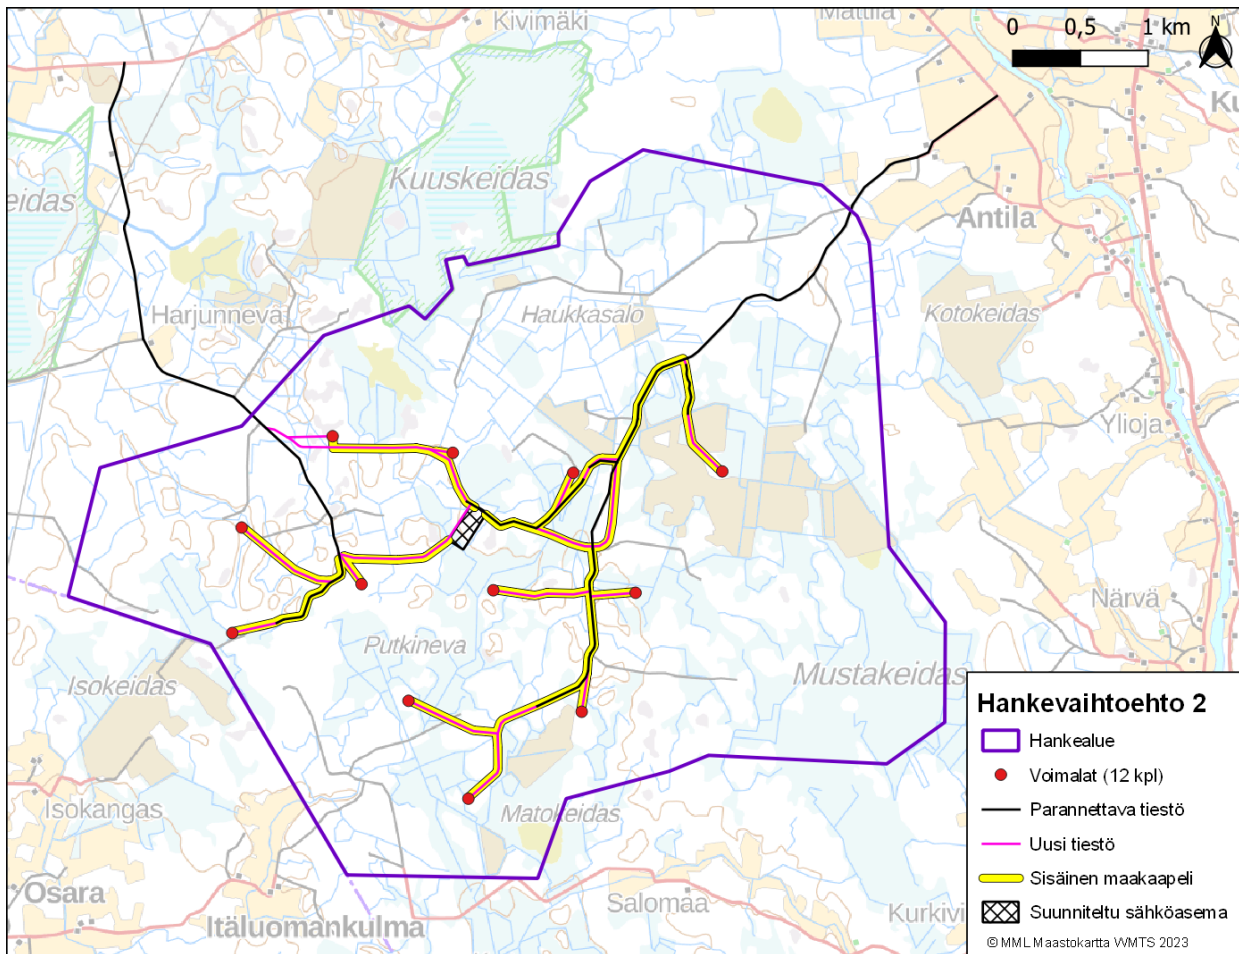 Kivimäki
Mattila
0 0,5 1 km
N
Kuuskeidas
eidas
Antila
Harjunneva
Haukkasalo
Kotokeidas
Ylioja
Närvä
Putkineva
Mustakeidas
Isokeidas
Isokangas
Matokeidas
Osara
Itäluomankulma
Salomaa
Kurkivi
Hankevaihtoehto 2
Hankealue
Voimalat (12 kpl)
Parannettava tiestö
Uusi tiestö
Sisäinen maakaapeli
Suunniteltu sähköasema
© MML Maastokartta WMTS 2023